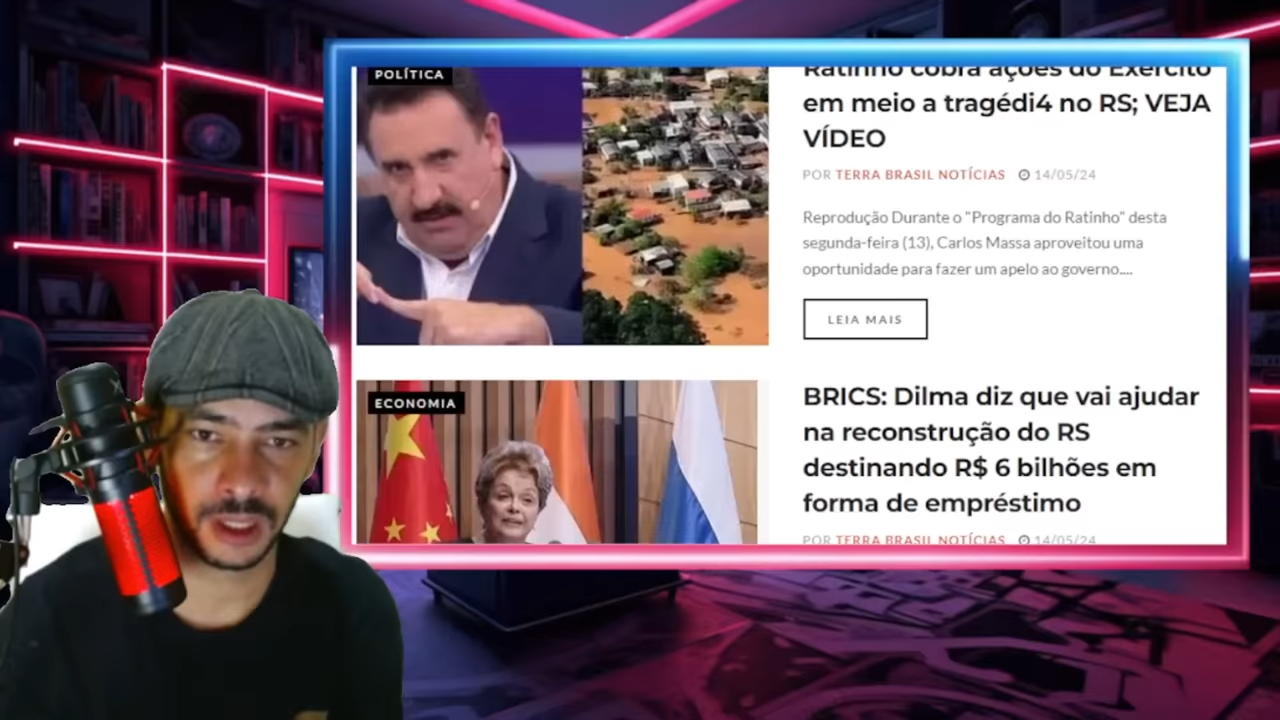 POLÍTICA
Ratinho cobra ações do Exército
em meio a tragédi4 no RS; VEJA
VÍDEO
POR TERRA BRASIL NOTÍCIAS 14/05/24
Reprodução Durante o "Programa do Ratinho" desta
segunda-feira (13), Carlos Massa aproveitou uma
oportunidade para fazer um apelo ao governo....
LEIA MAIS
ECONOMIA
BRICS: Dilma diz que vai ajudar
na reconstrução do RS
destinando R$ 6 bilhões em
forma de empréstimo
POR TERRA BRASIL NOTÍCIAS 14/05/24